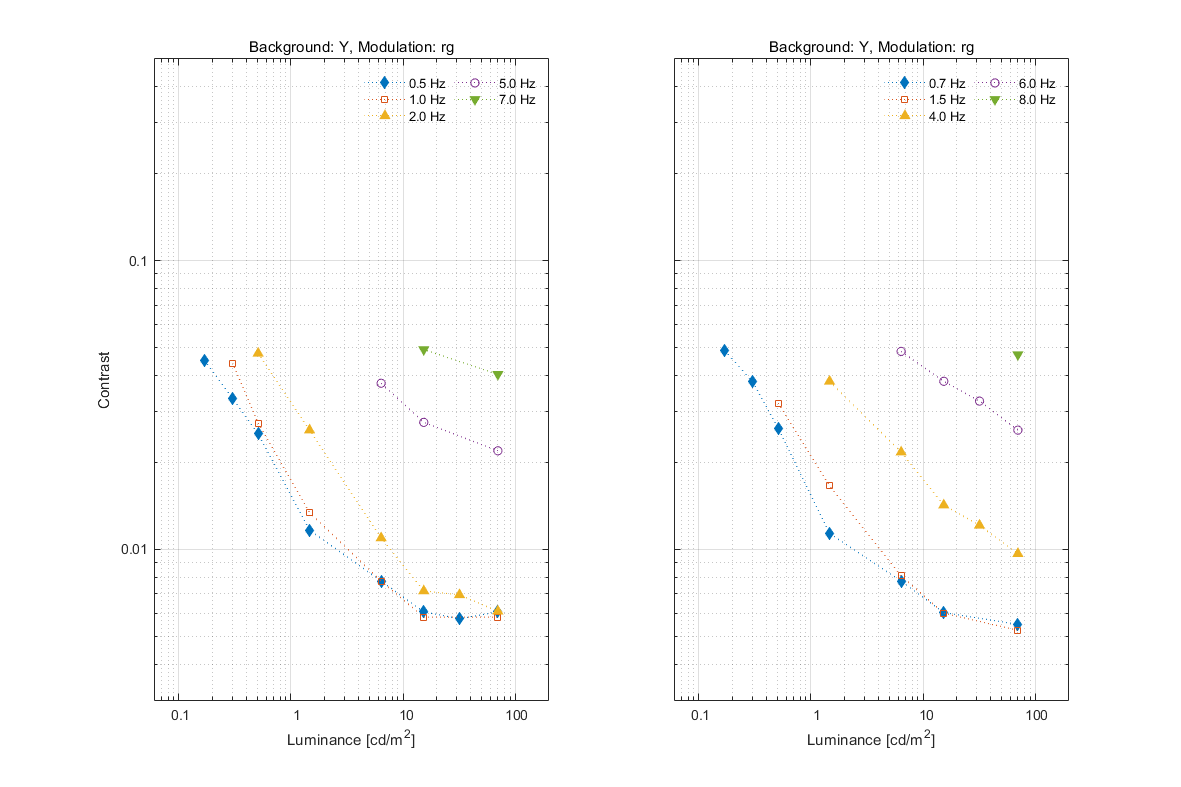 Background: Y, Modulation: rg
0.5 Hz
1.0 Hz
2.0 Hz
5.0 Hz
7.0 Hz
0.1
0.01
Contrast
0.1
1
10
100
Luminance [cd/m²]
Background: Y, Modulation: rg
0.7 Hz
1.5 Hz
4.0 Hz
6.0 Hz
8.0 Hz
0.1
1
10
100
Luminance [cd/m²]